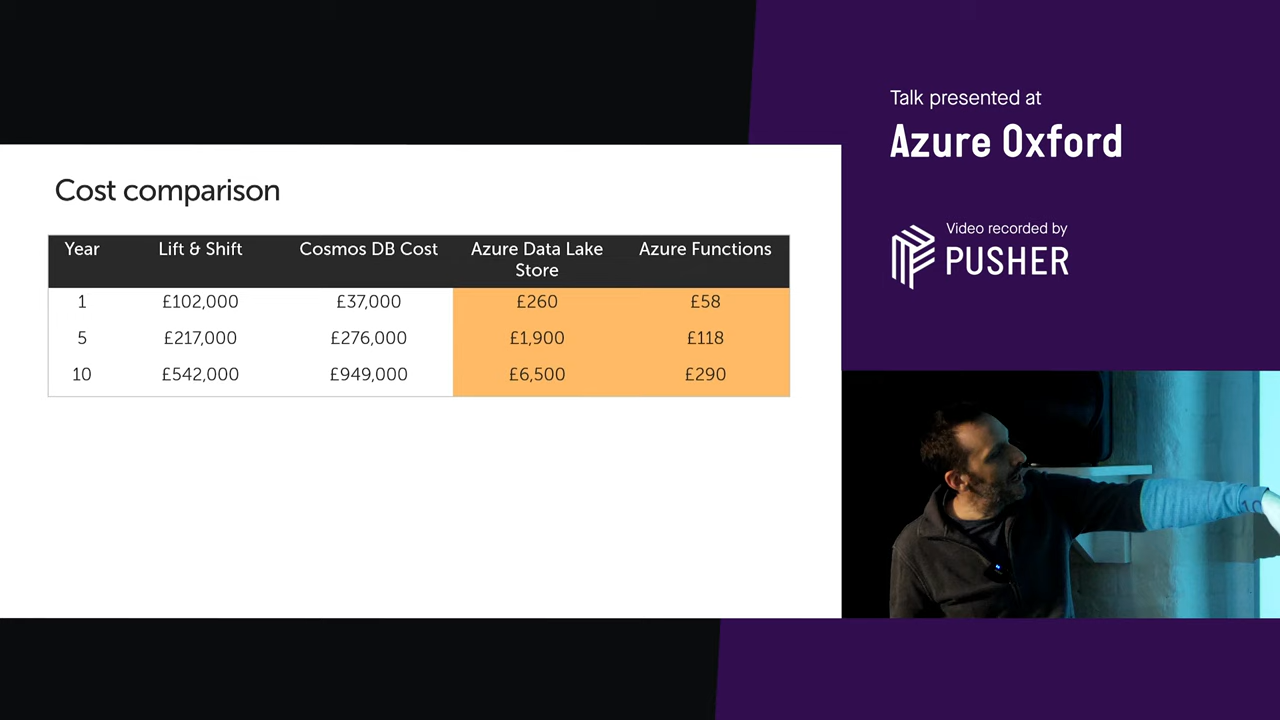 Talk presented at
Azure Oxford
Video recorded by
PUSHER
Cost comparison
Year Lift & Shift Cosmos DB Cost Azure Data Lake Store Azure Functions
1 £102,000 £37,000 £260 £58
5 £217,000 £276,000 £1,900 £118
10 £542,000 £949,000 £6,500 £290